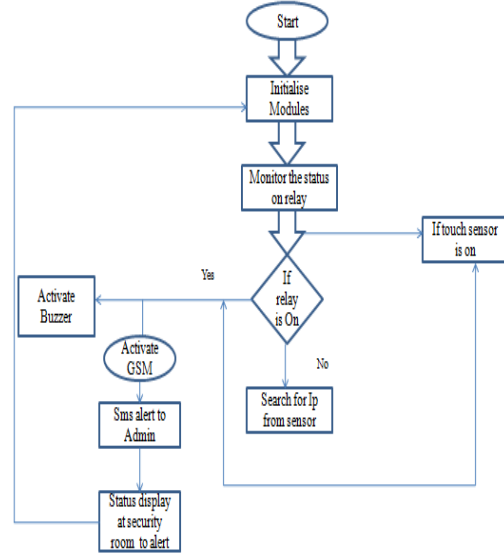 Start
Initialise
Modules
Monitor the status
on relay
If touch sensor
is on
If
relay
is On
Yes
Activate
Buzzer
Activate
GSM
No
Search for Ip
from sensor
Sms alert to
Admin
Status display
at security
room to alert